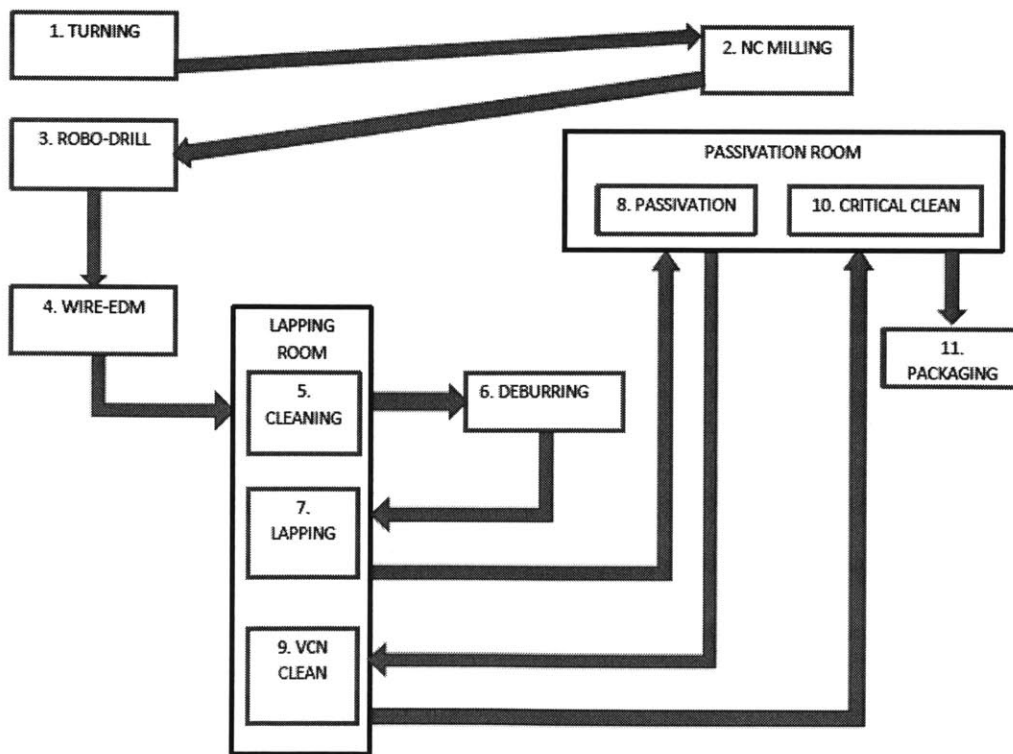 1. TURNING
2. NC MILLING
3. ROBO-DRILL
PASSIVATION ROOM
8. PASSIVATION
10. CRITICAL CLEAN
4. WIRE-EDM
LAPPING
ROOM
5.
CLEANING
6. DEBURRING
11.
PACKAGING
7.
LAPPING
9. VCN
CLEAN